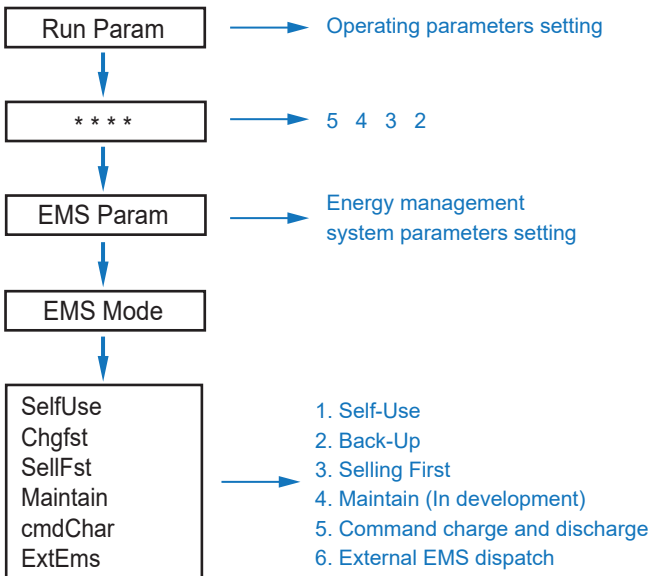 Run Param
Operating parameters setting
* * * *
5 4 3 2
EMS Param
Energy management
system parameters setting
EMS Mode
SelfUse
Chgfst
SellFst
Maintain
cmdChar
ExtEms
1. Self-Use
2. Back-Up
3. Selling First
4. Maintain (In development)
5. Command charge and discharge
6. External EMS dispatch